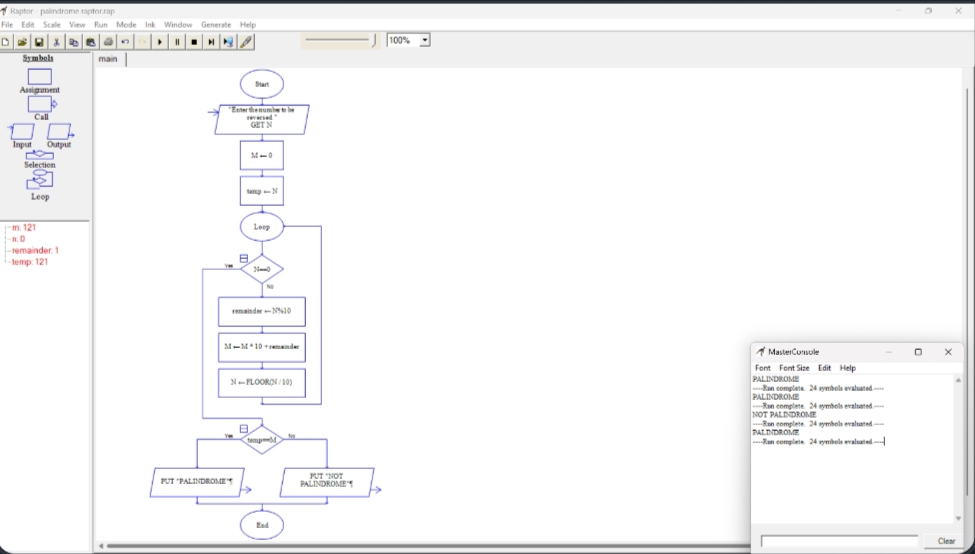 Raptor - palindrome raptor.rap
File Edit Scale View Run Mode Ink Window Generate Help
100%
Symbols
main
Assignment
Call
Input Output
Selection
Loop
m: 121
n: 0
remainder: 1
temp: 121
Start
"Enter the number to be
reversed "
GET N
M ← 0
temp ← N
Loop
N==0
Yes
No
remainder ← N%10
M ← M * 10 + remainder
N ← FLOOR(N / 10)
temp==M
Yes No
PUT "PALINDROME"¶
PUT "NOT
PALINDROME"¶
End
MasterConsole
Font Font Size Edit Help
PALINDROME
----Run complete. 24 symbols evaluated.----
PALINDROME
----Run complete. 24 symbols evaluated.----
NOT PALINDROME
----Run complete. 24 symbols evaluated.----
PALINDROME
----Run complete. 24 symbols evaluated.----
Clear